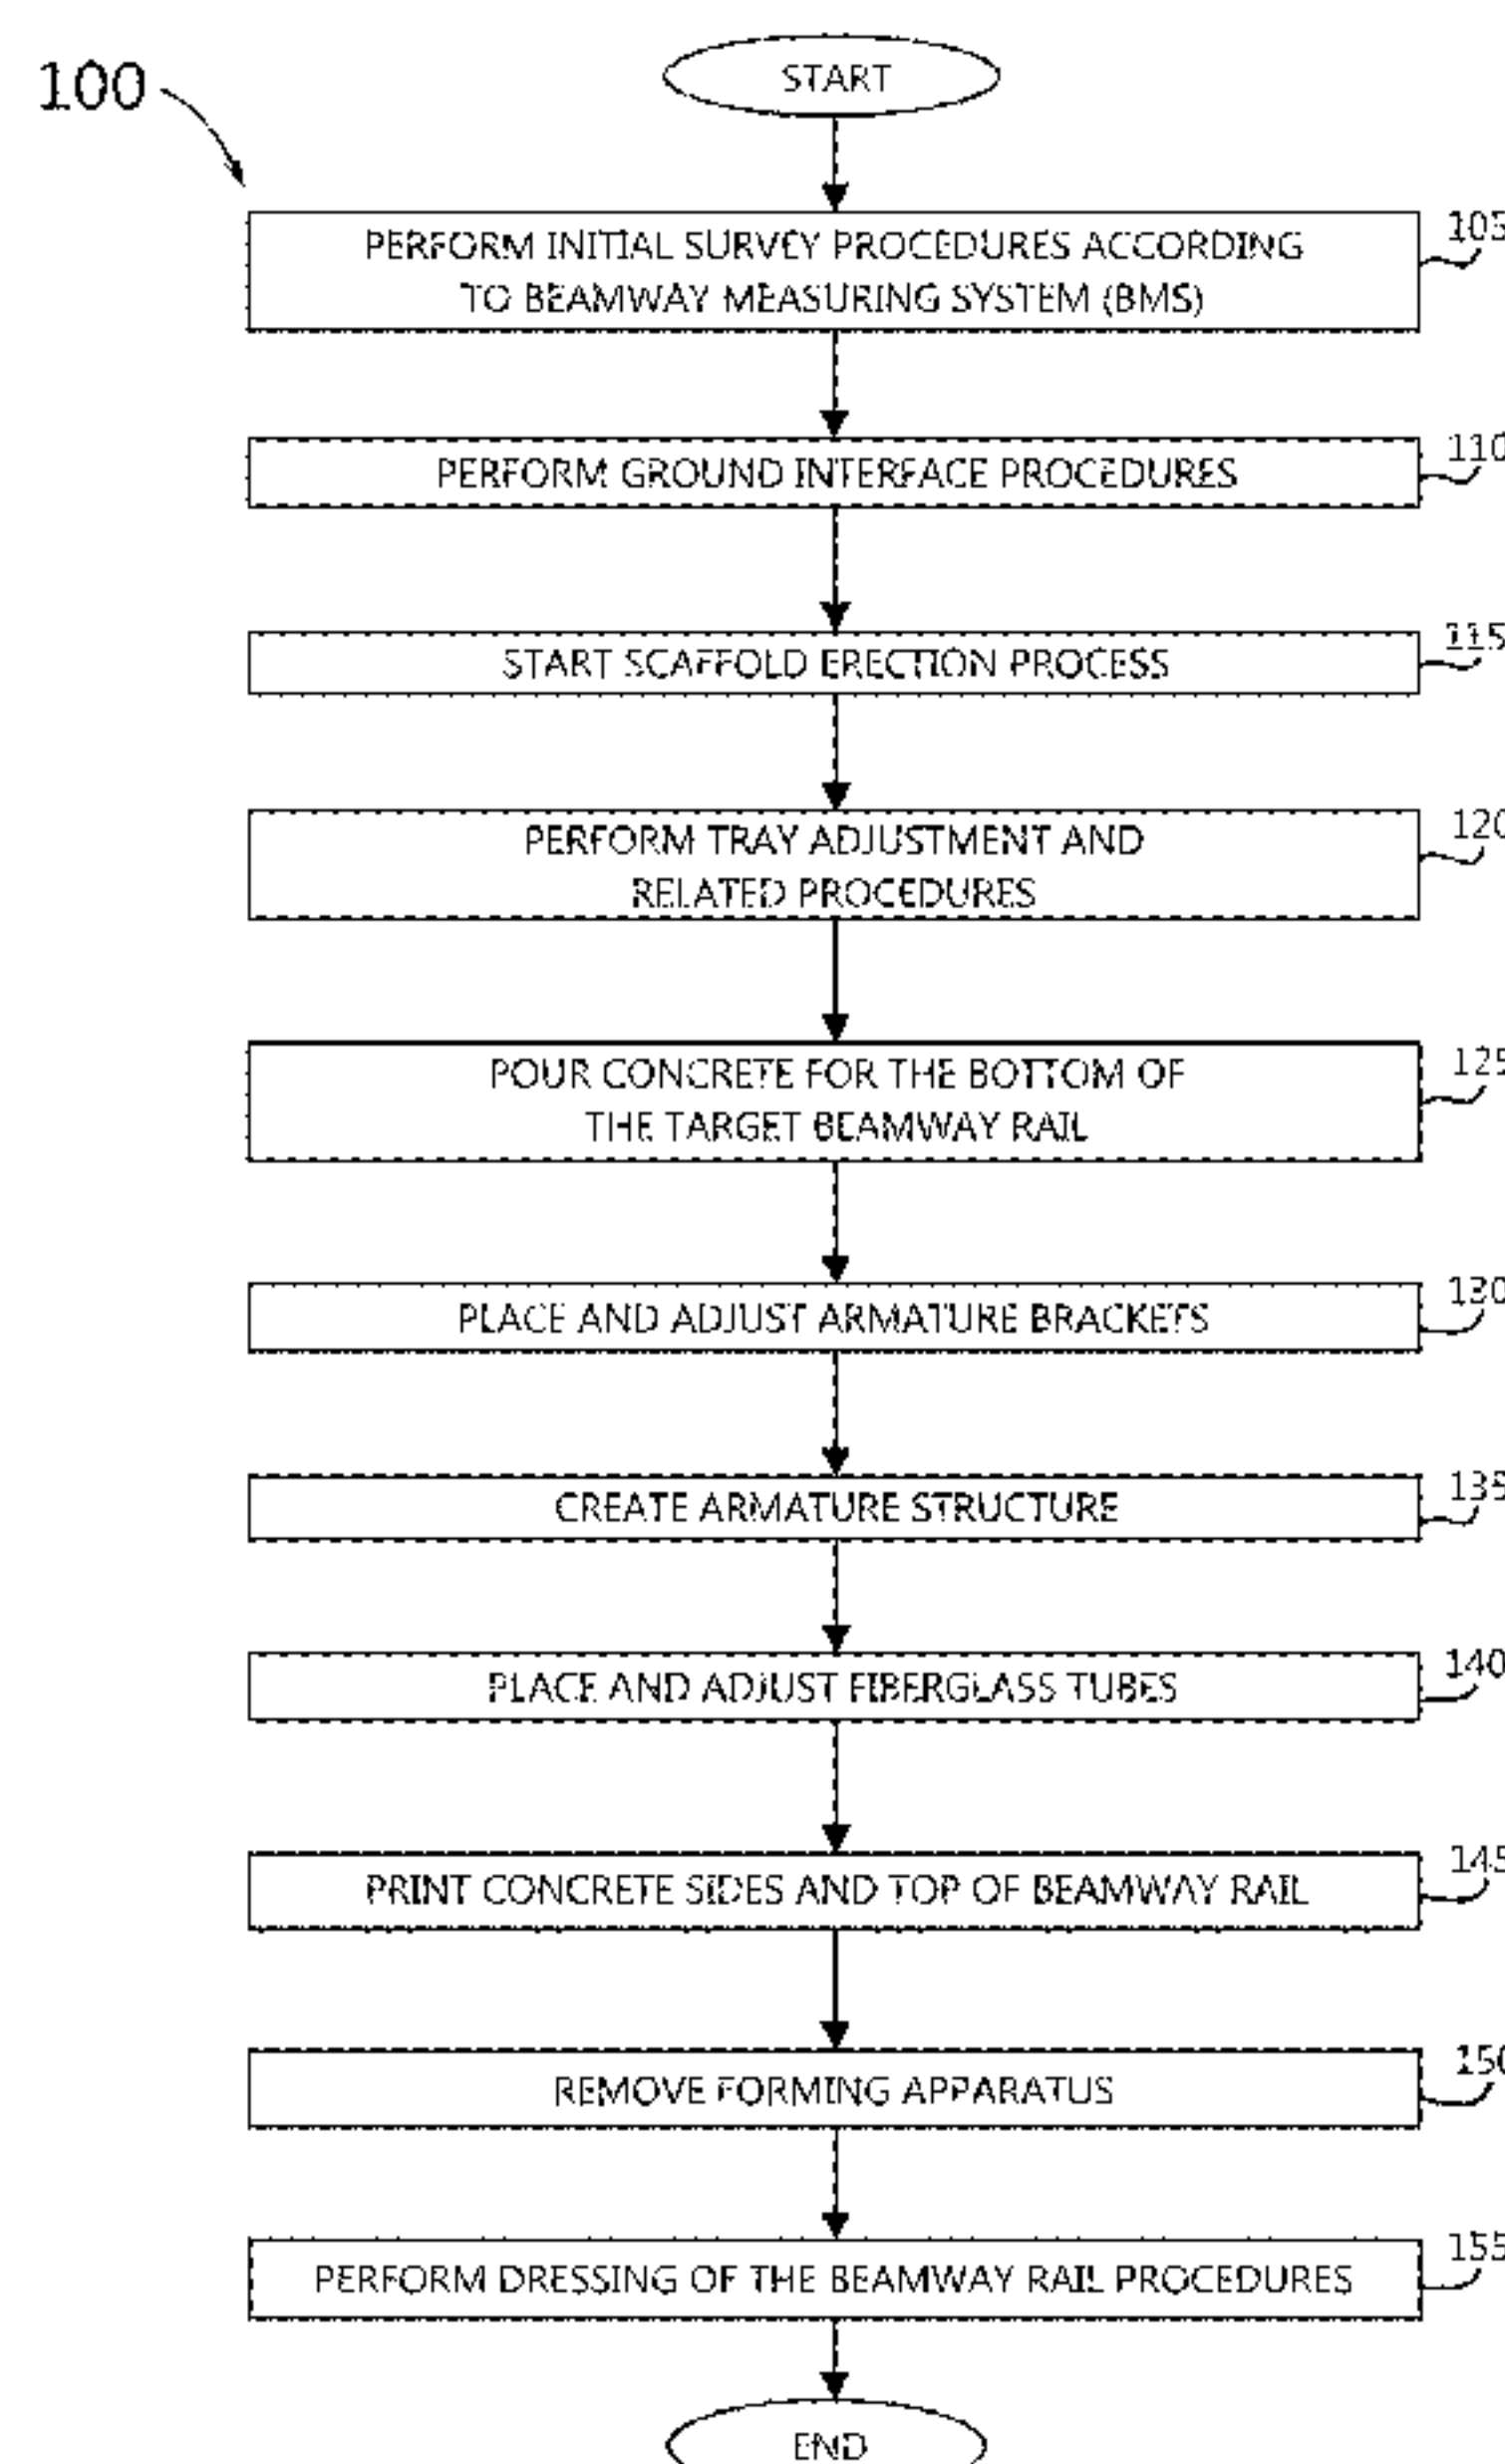 100
START
PERFORM INITIAL SURVEY PROCEDURES ACCORDING
TO BEAMWAY MEASURING SYSTEM (BMS)
105
PERFORM GROUND INTERFACE PROCEDURES
110
START SCAFFOLD ERECTION PROCESS
115
PERFORM TRAY ADJUSTMENT AND
RELATED PROCEDURES
120
POUR CONCRETE FOR THE BOTTOM OF
THE TARGET BEAMWAY RAIL
125
PLACE AND ADJUST ARMATURE BRACKETS
130
CREATE ARMATURE STRUCTURE
135
PLACE AND ADJUST FIBERGLASS TUBES
140
PRINT CONCRETE SIDES AND TOP OF BEAMWAY RAIL
145
REMOVE FORMING APPARATUS
150
PERFORM DRESSING OF THE BEAMWAY RAIL PROCEDURES
155
END